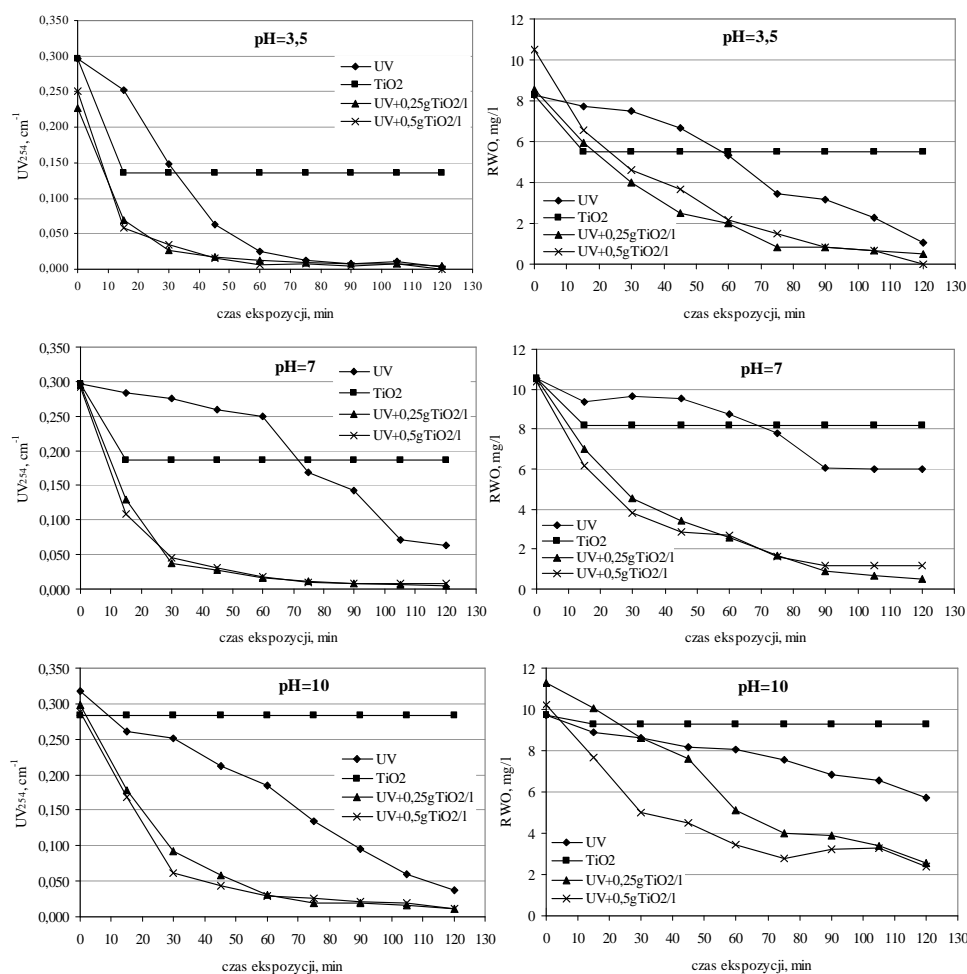 pH=3,5
UV254, cm-1
0,350
0,300
0,250
0,200
0,150
0,100
0,050
0,000
UV
TiO2
UV+0,25gTiO2/l
UV+0,5gTiO2/l
0 10 20 30 40 50 60 70 80 90 100 110 120 130
czas ekspozycji, min
pH=3,5
RWO, mg/l
12
10
8
6
4
2
0
UV
TiO2
UV+0,25gTiO2/l
UV+0,5gTiO2/l
0 10 20 30 40 50 60 70 80 90 100 110 120 130
czas ekspozycji, min
pH=7
UV254, cm-1
0,350
0,300
0,250
0,200
0,150
0,100
0,050
0,000
UV
TiO2
UV+0,25gTiO2/l
UV+0,5gTiO2/l
0 10 20 30 40 50 60 70 80 90 100 110 120 130
czas ekspozycji, min
pH=7
RWO, mg/l
12
10
8
6
4
2
0
UV
TiO2
UV+0,25gTiO2/l
UV+0,5gTiO2/l
0 10 20 30 40 50 60 70 80 90 100 110 120 130
czas ekspozycji, min
pH=10
UV254, cm-1
0,350
0,300
0,250
0,200
0,150
0,100
0,050
0,000
UV
TiO2
UV+0,25gTiO2/l
UV+0,5gTiO2/l
0 10 20 30 40 50 60 70 80 90 100 110 120 130
czas ekspozycji, min
pH=10
RWO, mg/l
12
10
8
6
4
2
0
UV
TiO2
UV+0,25gTiO2/l
UV+0,5gTiO2/l
0 10 20 30 40 50 60 70 80 90 100 110 120 130
czas ekspozycji, min